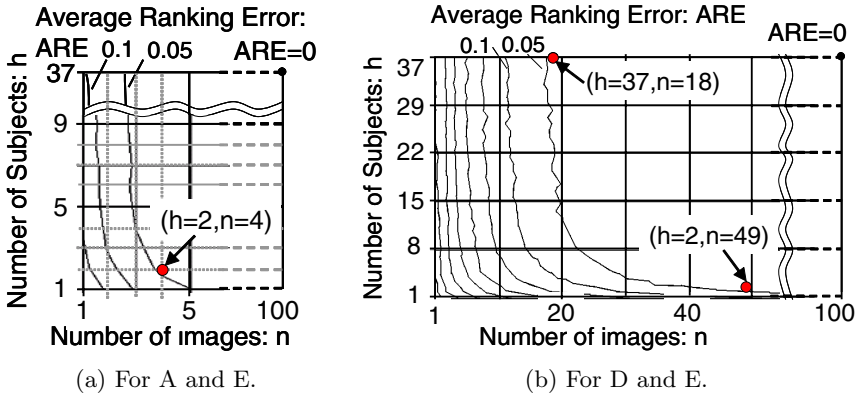 Average Ranking Error:
ARE 0.1 0.05 ARE=0
Number of Subjects: h
37
9
5
1
(h=2,n=4)
1 5 100
Number of images: n
(a) For A and E.
Average Ranking Error: ARE
ARE=0
0.1 0.05
Number of Subjects: h
37
29
22
15
8
1
(h=37,n=18)
(h=2,n=49)
1 20 40 100
Number of images: n
(b) For D and E.